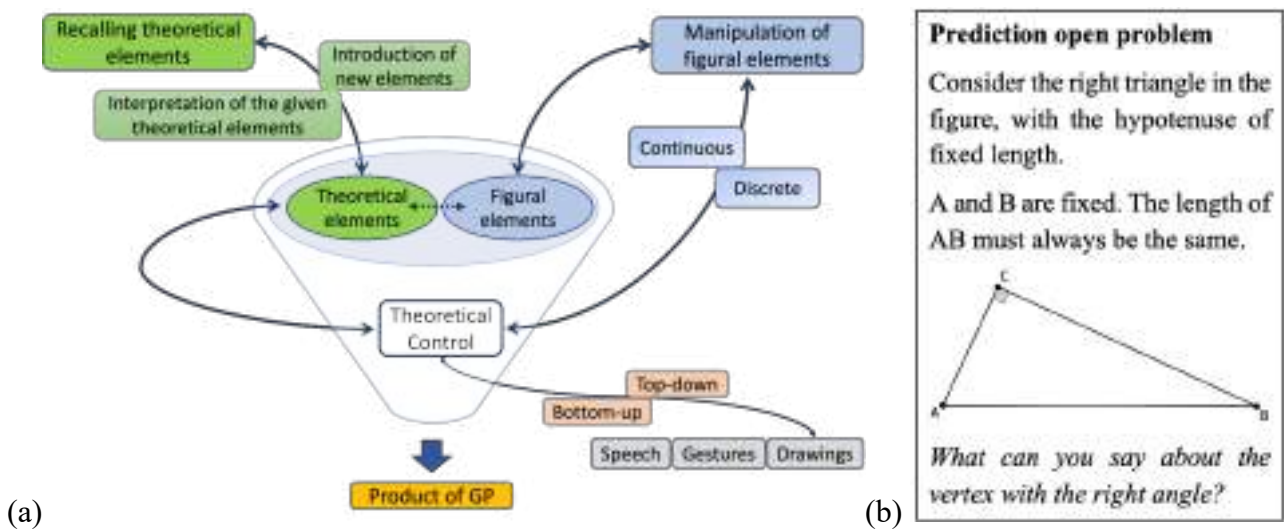 Recalling theoretical
elements
Introduction of
new elements
Interpretation of the given
theoretical elements
Manipulation of
figural elements
Continuous
Discrete
Theoretical
elements
Figural
elements
Theoretical
Control
Top-down
Bottom-up
Speech
Gestures
Drawings
Product of GP
(a)
Prediction open problem
Consider the right triangle in the
figure, with the hypotenuse of
fixed length.
A and B are fixed. The length of
AB must always be the same.
C
A
B
What can you say about the
vertex with the right angle?
(b)